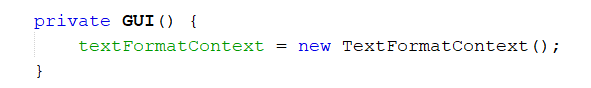 private GUI() {
    textFormatContext = new TextFormatContext();
}